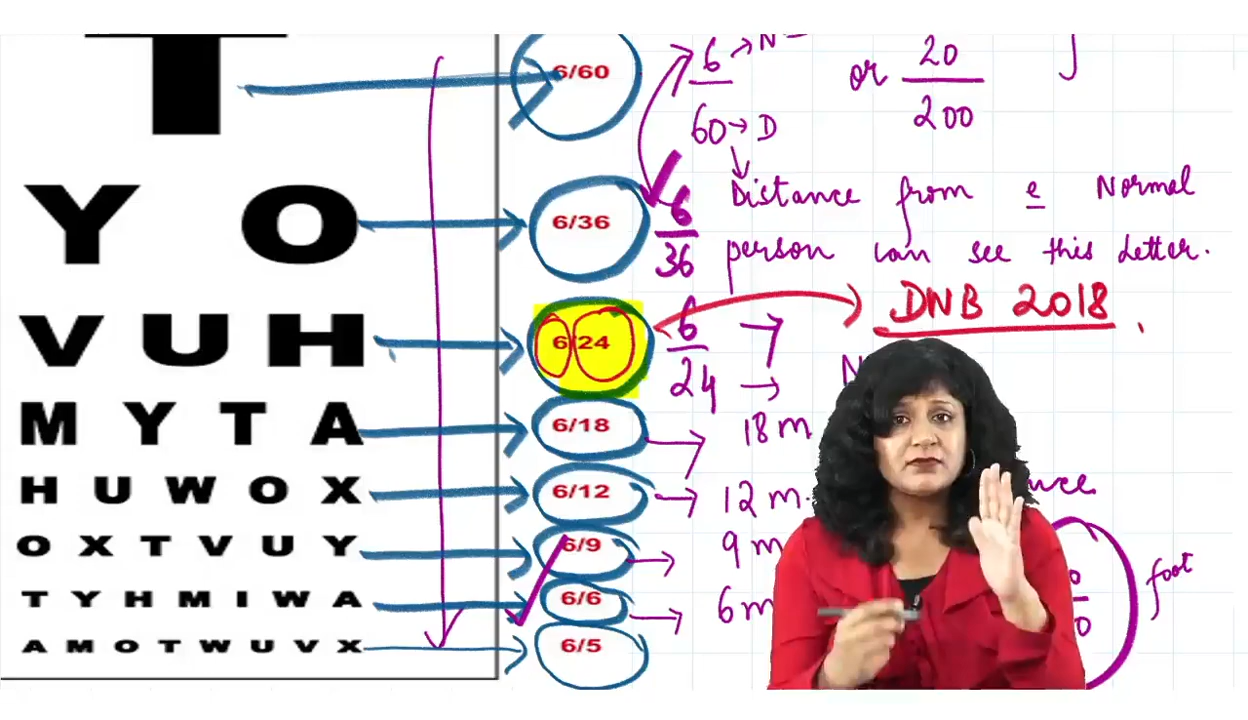 T 6/60 6 → N or 20
60 → D 200
Y O 6/36 6 Distance from e Normal
36 person can see this letter.
V U H 6/24 6 DNB 2018
24 → N
M Y T A 6/18 18 m
H U W O X 6/12 12 m.
O X T V U Y 6/9 9 m
T Y H M I W A 6/6 6m foot
A M O T W U V X 6/5